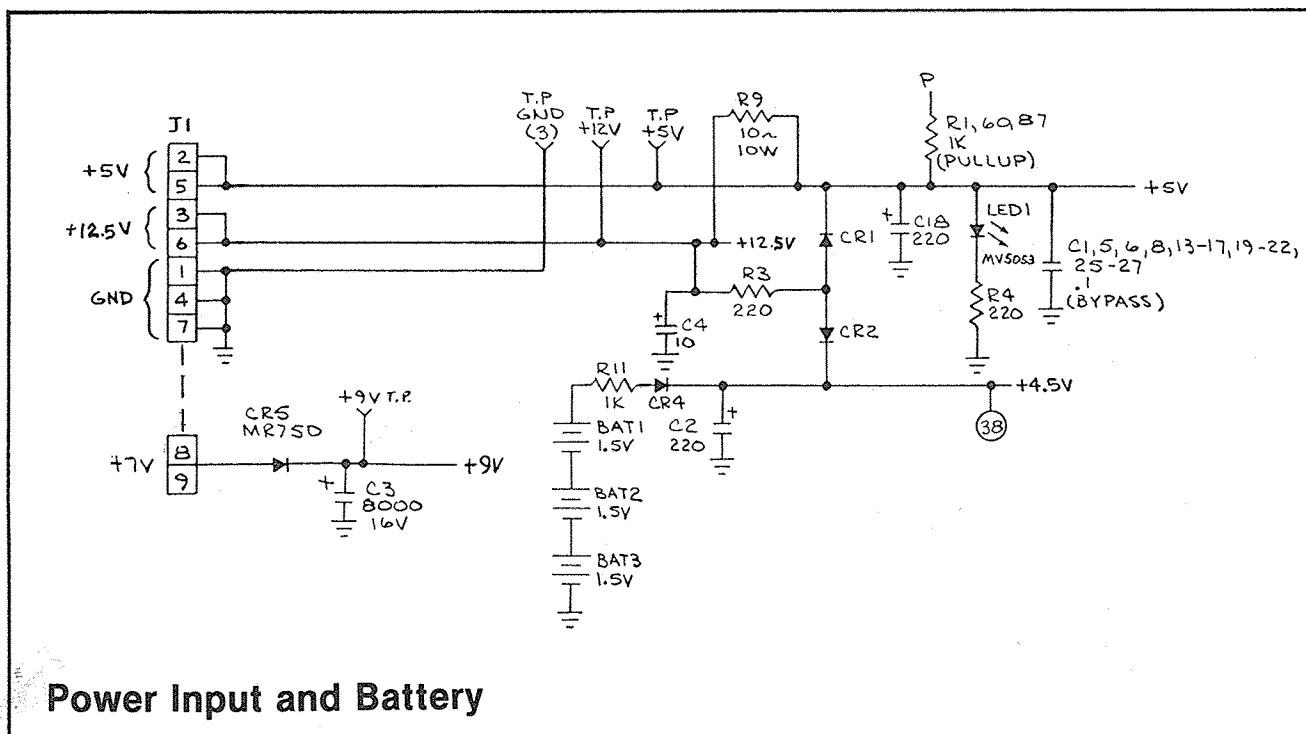 J1
+5V
2
5
+12.5V
3
6
GND
1
4
7
T.P
GND
(3)
T.P
+12V
T.P
+5V
R9
10~
10W
P
R1,60,87
1K
(PULLUP)
+5V
+12.5V
CR1
+
C18
220
LED1
MV5053
C1,5,6,8,13-17,19-22,
25-27
.1
(BYPASS)
R3
220
R4
220
+
C4
10
CR2
R11
1K
CR4
+4.5V
38
+
C2
220
BAT1
1.5V
BAT2
1.5V
BAT3
1.5V
+7V
8
9
CR5
MR750
+9V T.P.
+9V
+
C3
8000
16V
Power Input and Battery